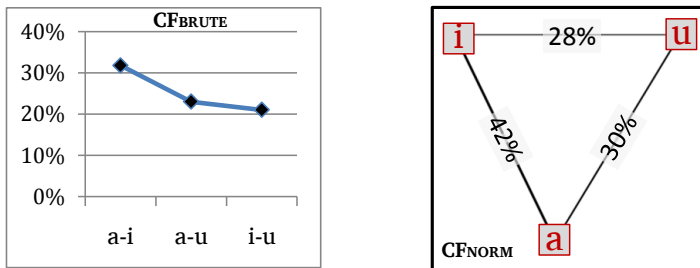 CFBRUTE
40%
30%
20%
10%
0%
a-i a-u i-u
i 28% u
42% 30%
a
CFNORM